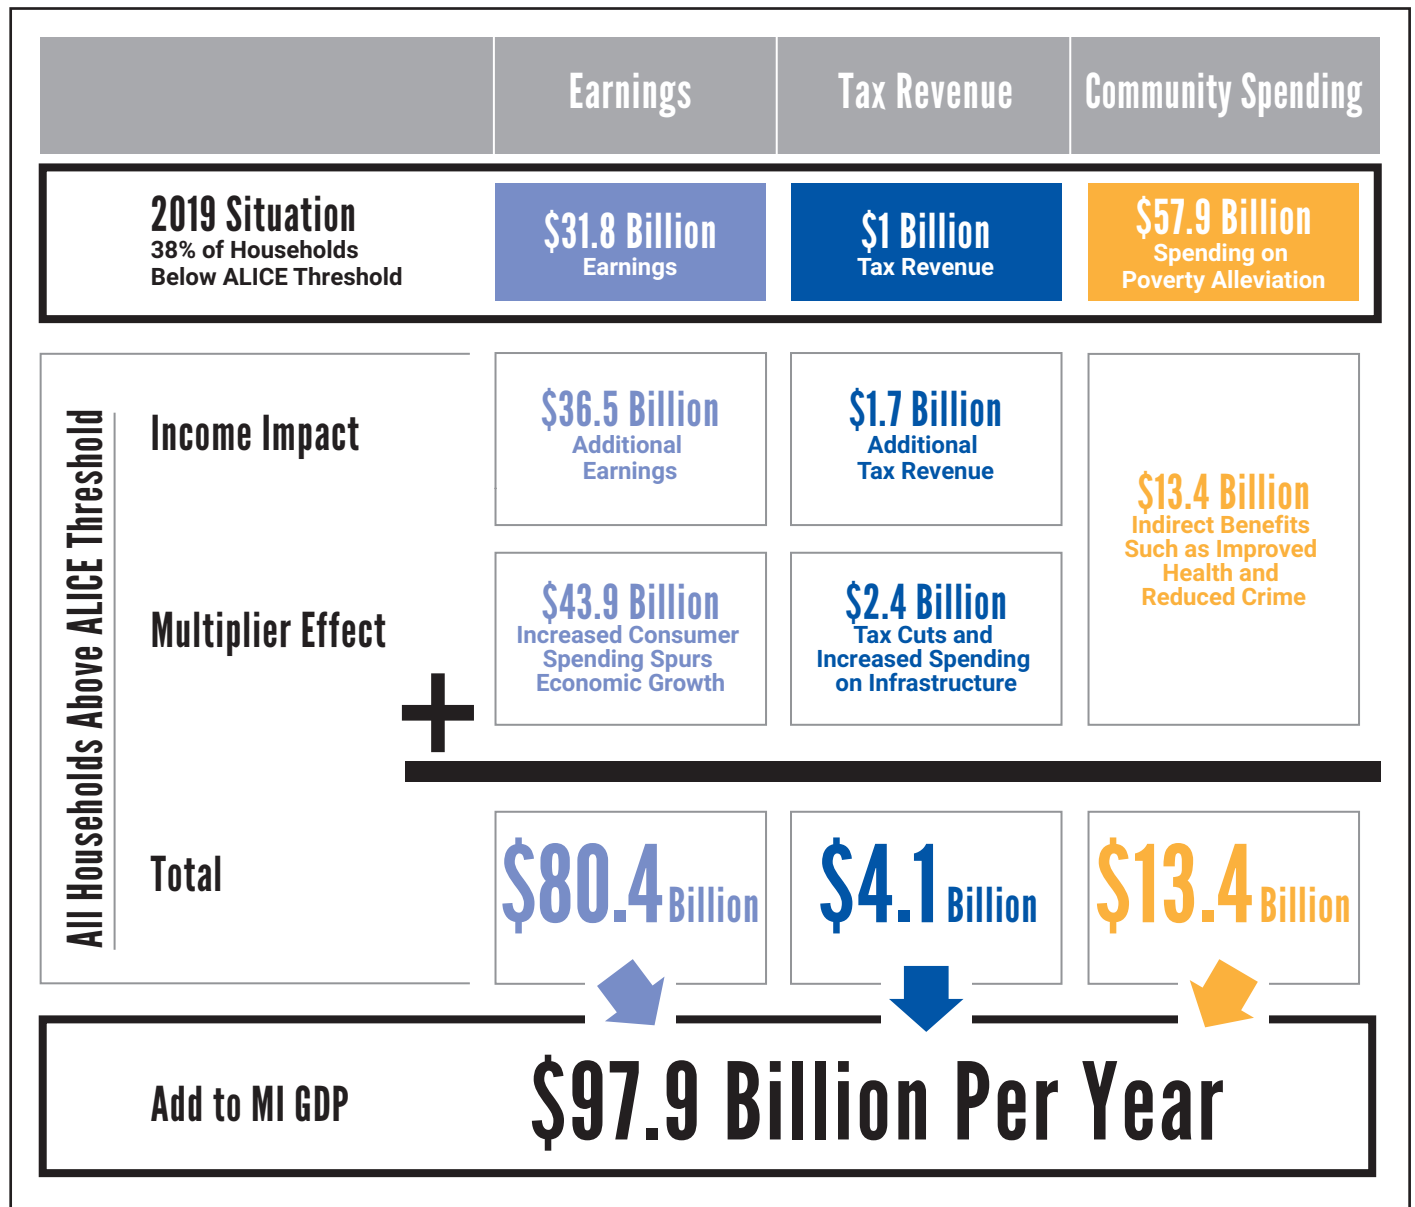 Earnings
Tax Revenue
Community Spending
2019 Situation
38% of Households
Below ALICE Threshold
$31.8 Billion
Earnings
$1 Billion
Tax Revenue
$57.9 Billion
Spending on
Poverty Alleviation
All Households Above ALICE Threshold
Income Impact
$36.5 Billion
Additional
Earnings
$1.7 Billion
Additional
Tax Revenue
$13.4 Billion
Indirect Benefits
Such as Improved
Health and
Reduced Crime
Multiplier Effect
$43.9 Billion
Increased Consumer
Spending Spurs
Economic Growth
$2.4 Billion
Tax Cuts and
Increased Spending
on Infrastructure
+
Total
$80.4 Billion
$4.1 Billion
$13.4 Billion
Add to MI GDP
$97.9 Billion Per Year